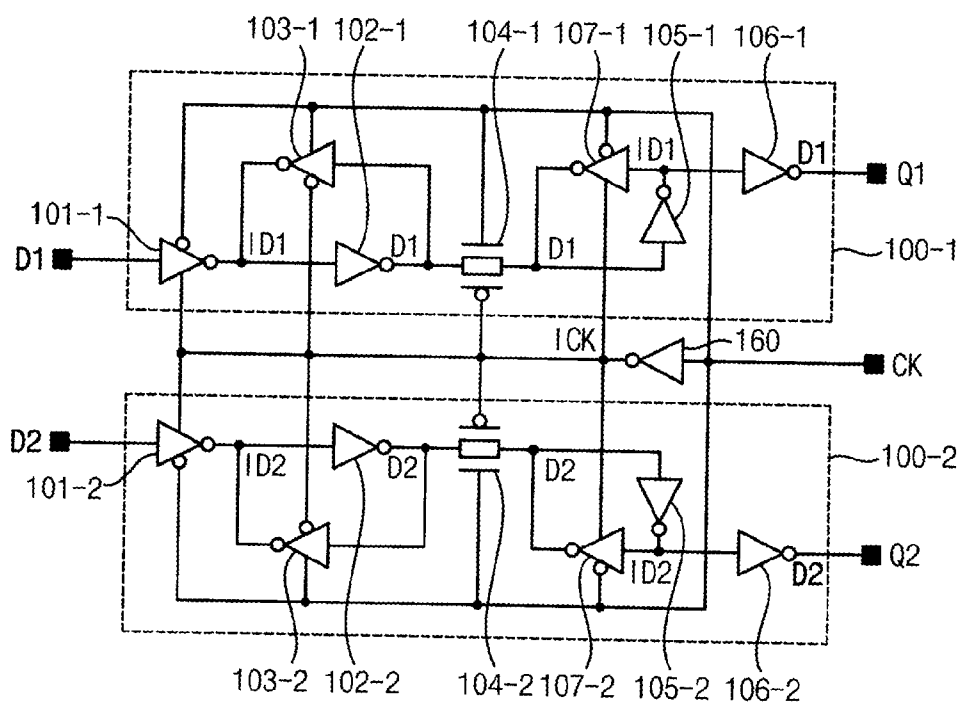 103-1 102-1 104-1 107-1 105-1 106-1
ID1 D1
Q1
101-1
ID1 D1 D1
100-1
D1
ICK 160
CK
D2
ID2 D2 D2
100-2
101-2
ID2 D2
Q2
103-2 102-2 104-2 107-2 105-2 106-2